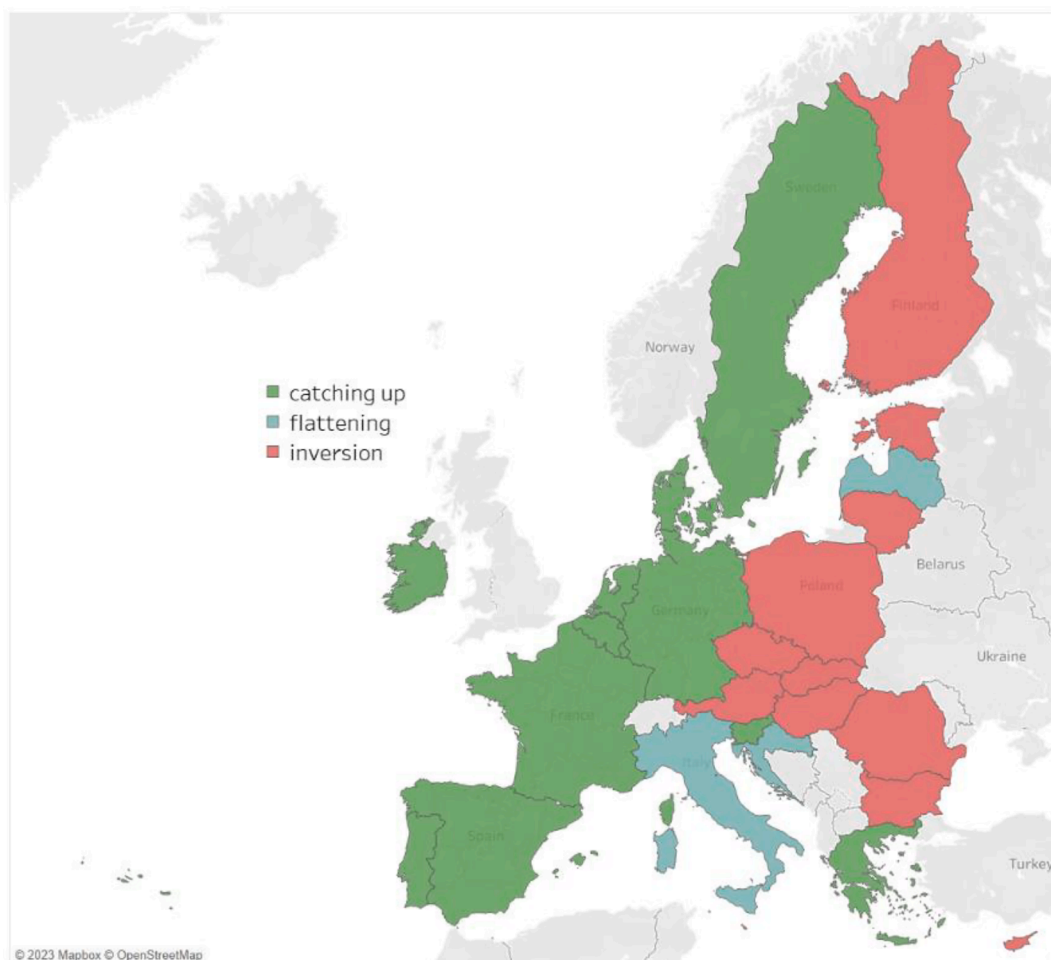 Sweden
Finland
Norway
catching up
flattening
inversion
Belarus
Poland
Germany
Ukraine
France
Italy
Spain
Turkey
© 2023 Mapbox © OpenStreetMap